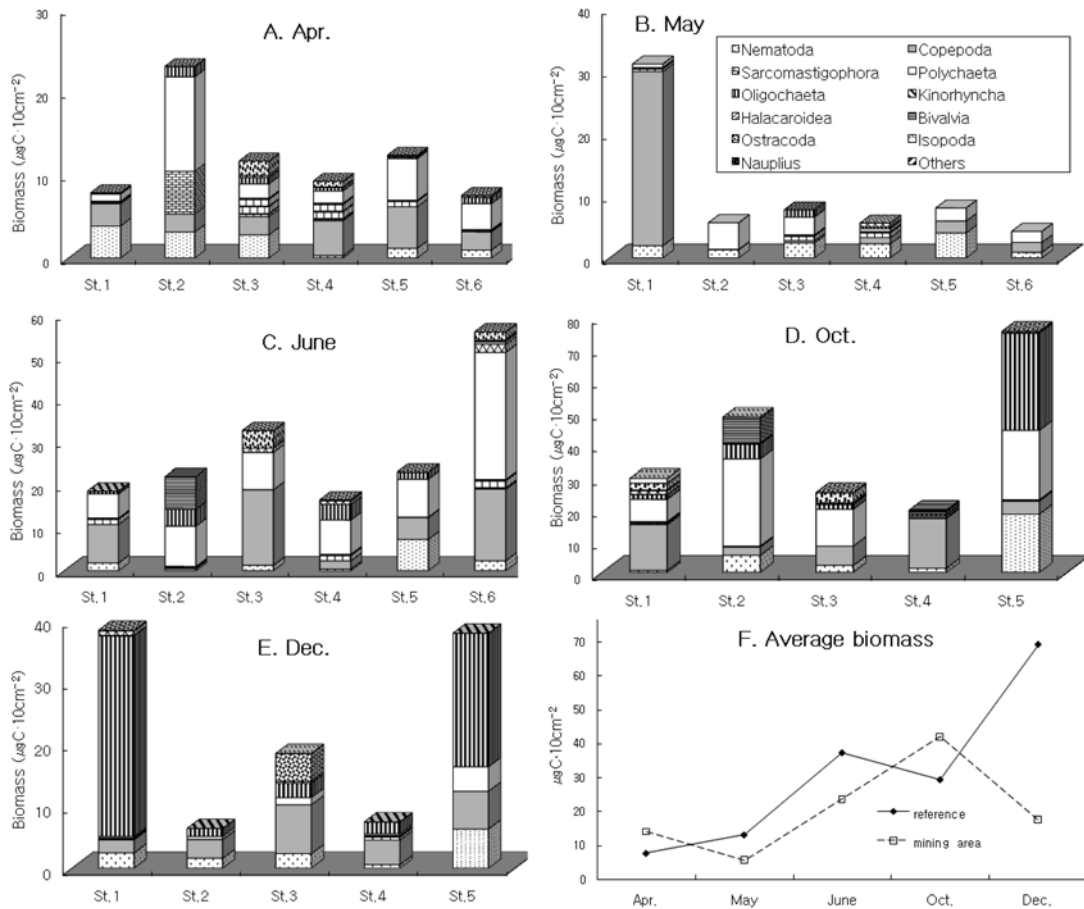 A. Apr.
Biomass (㎍C·10cm⁻²)
30
20
10
0
St.1 St.2 St.3 St.4 St.5 St.6
B. May
Biomass (㎍C·10cm⁻²)
40
30
20
10
0
Nematoda Copepoda
Sarcomastigophora Polychaeta
Oligochaeta Kinorhyncha
Halacaroidea Bivalvia
Ostracoda Isopoda
Nauplius Others
St.1 St.2 St.3 St.4 St.5 St.6
C. June
Biomass (㎍C·10cm⁻²)
60
50
40
30
20
10
0
St.1 St.2 St.3 St.4 St.5 St.6
D. Oct.
Biomass (㎍C·10cm⁻²)
80
70
60
50
40
30
20
10
0
St.1 St.2 St.3 St.4 St.5
E. Dec.
Biomass (㎍C·10cm⁻²)
40
30
20
10
0
St.1 St.2 St.3 St.4 St.5
F. Average biomass
㎍C·10cm⁻²
70
60
50
40
30
20
10
0
reference
mining area
Apr. May June Oct. Dec.